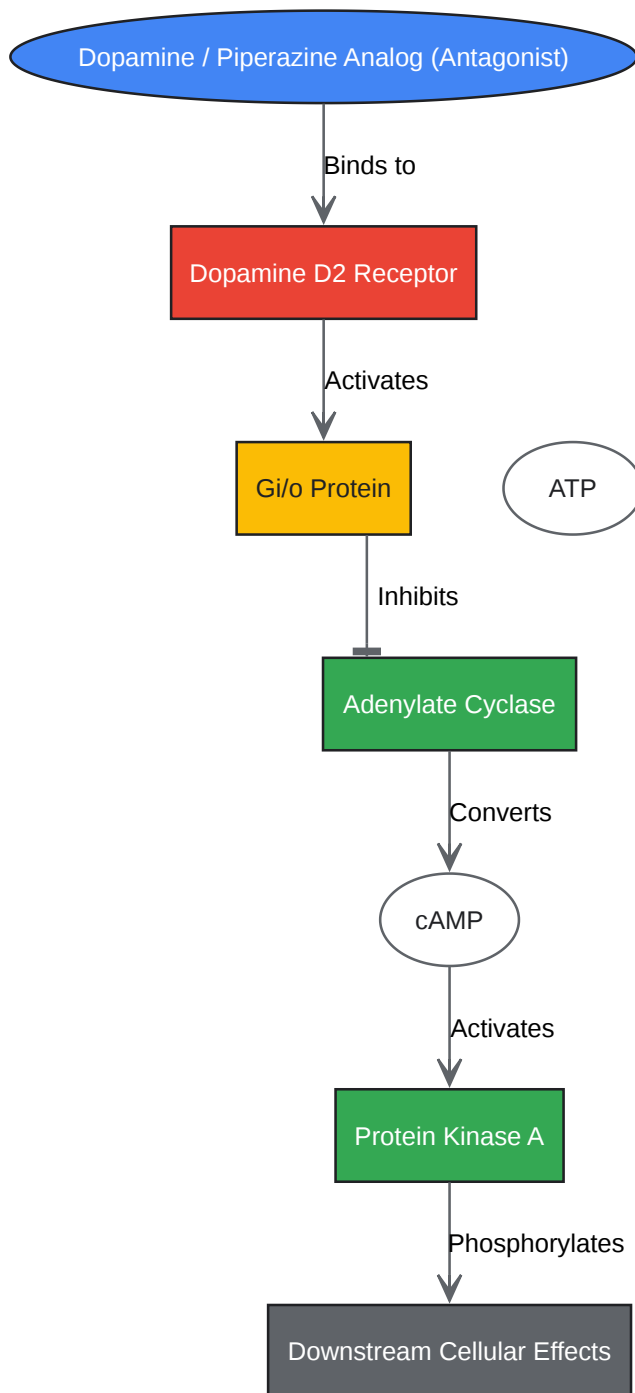 Dopamine / Piperazine Analog (Antagonist)
Binds to
Dopamine D2 Receptor
Activates
Gi/o Protein
ATP
Inhibits
Adenylate Cyclase
Converts
cAMP
Activates
Protein Kinase A
Phosphorylates
Downstream Cellular Effects